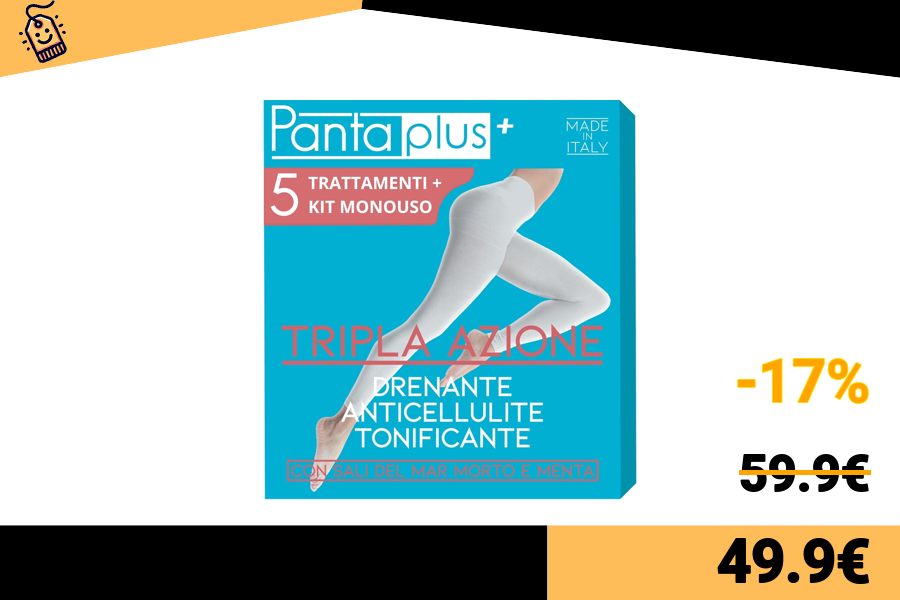 Panta plus+
MADE
IN
ITALY
5 TRATTAMENTI +
KIT MONOUSO
TRIPLA AZIONE
DRENANTE
ANTICELLULITE
TONIFICANTE
CON SALI DEL MAR MORTO E MENTA
-17%
59.9€
49.9€